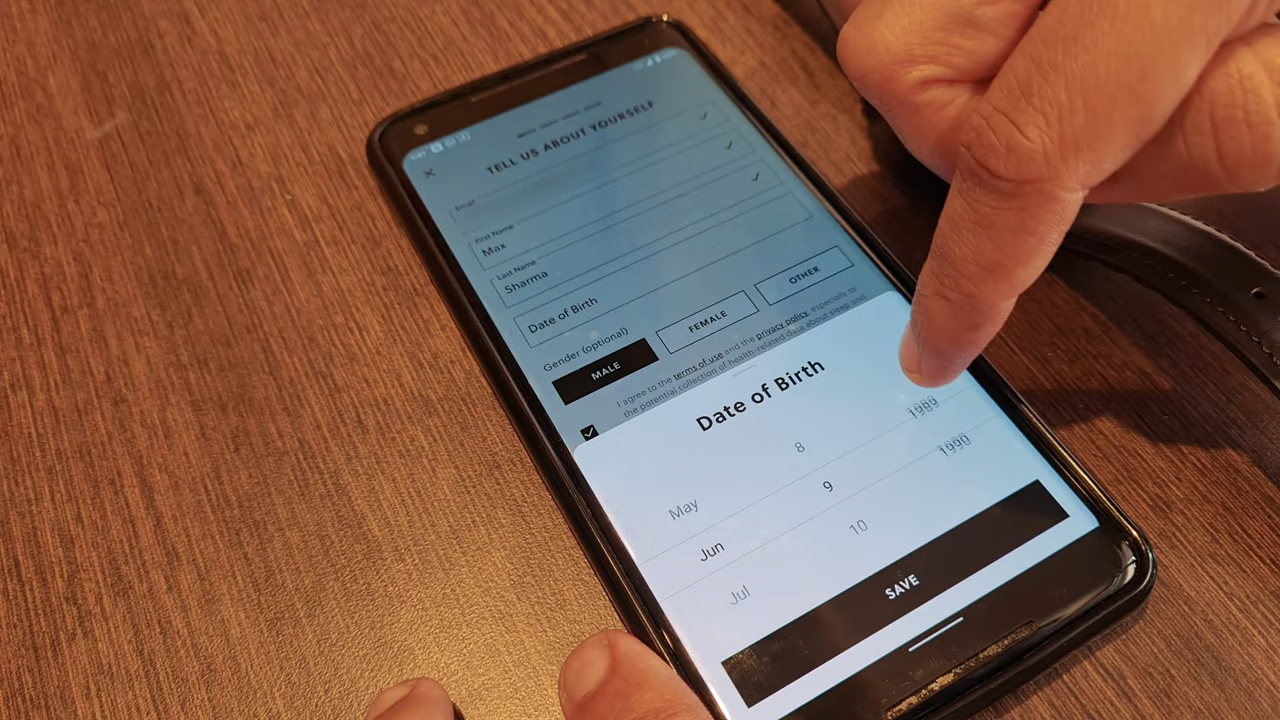 TELL US ABOUT YOURSELF
Email
First Name
Max
Last Name
Sharma
Date of Birth
Gender (optional)
MALE
FEMALE
OTHER
I agree to the terms of use and the privacy policy, especially to
the potential collection of health-related data about sleep and
Date of Birth
May 8 1989
Jun 9 1990
Jul 10
SAVE